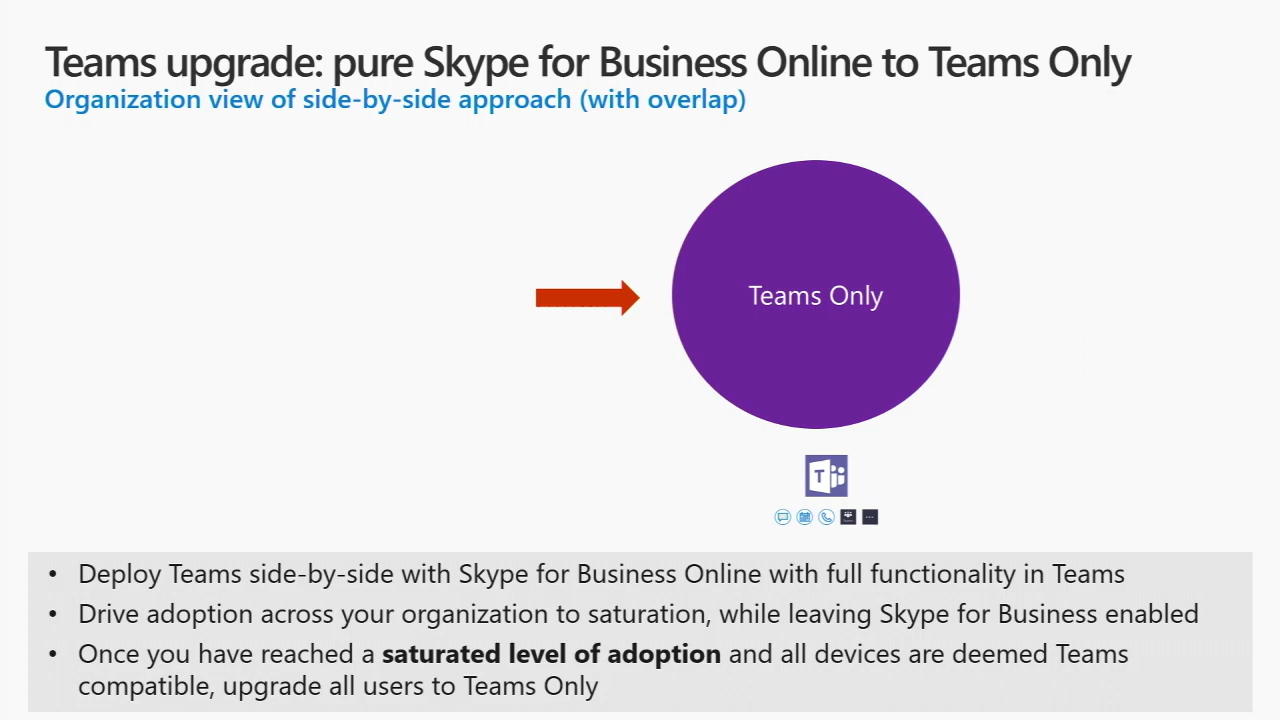 Teams upgrade: pure Skype for Business Online to Teams Only
Organization view of side-by-side approach (with overlap)
Teams Only
T
• Deploy Teams side-by-side with Skype for Business Online with full functionality in Teams
• Drive adoption across your organization to saturation, while leaving Skype for Business enabled
• Once you have reached a saturated level of adoption and all devices are deemed Teams
compatible, upgrade all users to Teams Only